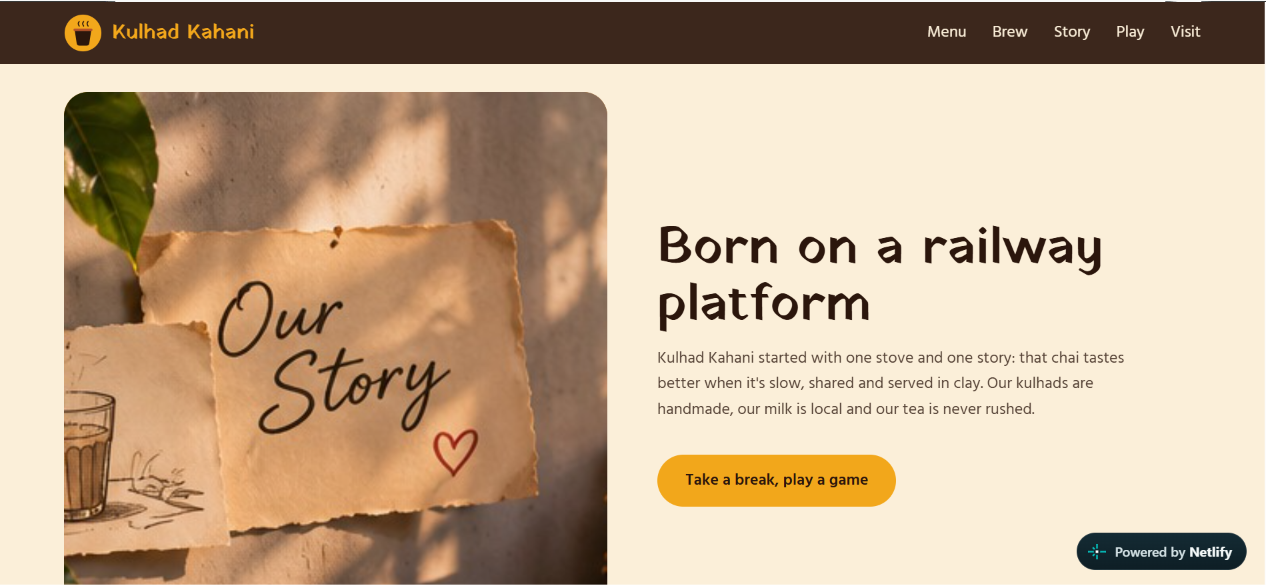 Kulhad Kahani
Menu Brew Story Play Visit
Our
Story
Born on a railway
platform
Kulhad Kahani started with one stove and one story: that chai tastes
better when it's slow, shared and served in clay. Our kulhads are
handmade, our milk is local and our tea is never rushed.
Take a break, play a game
Powered by Netlify